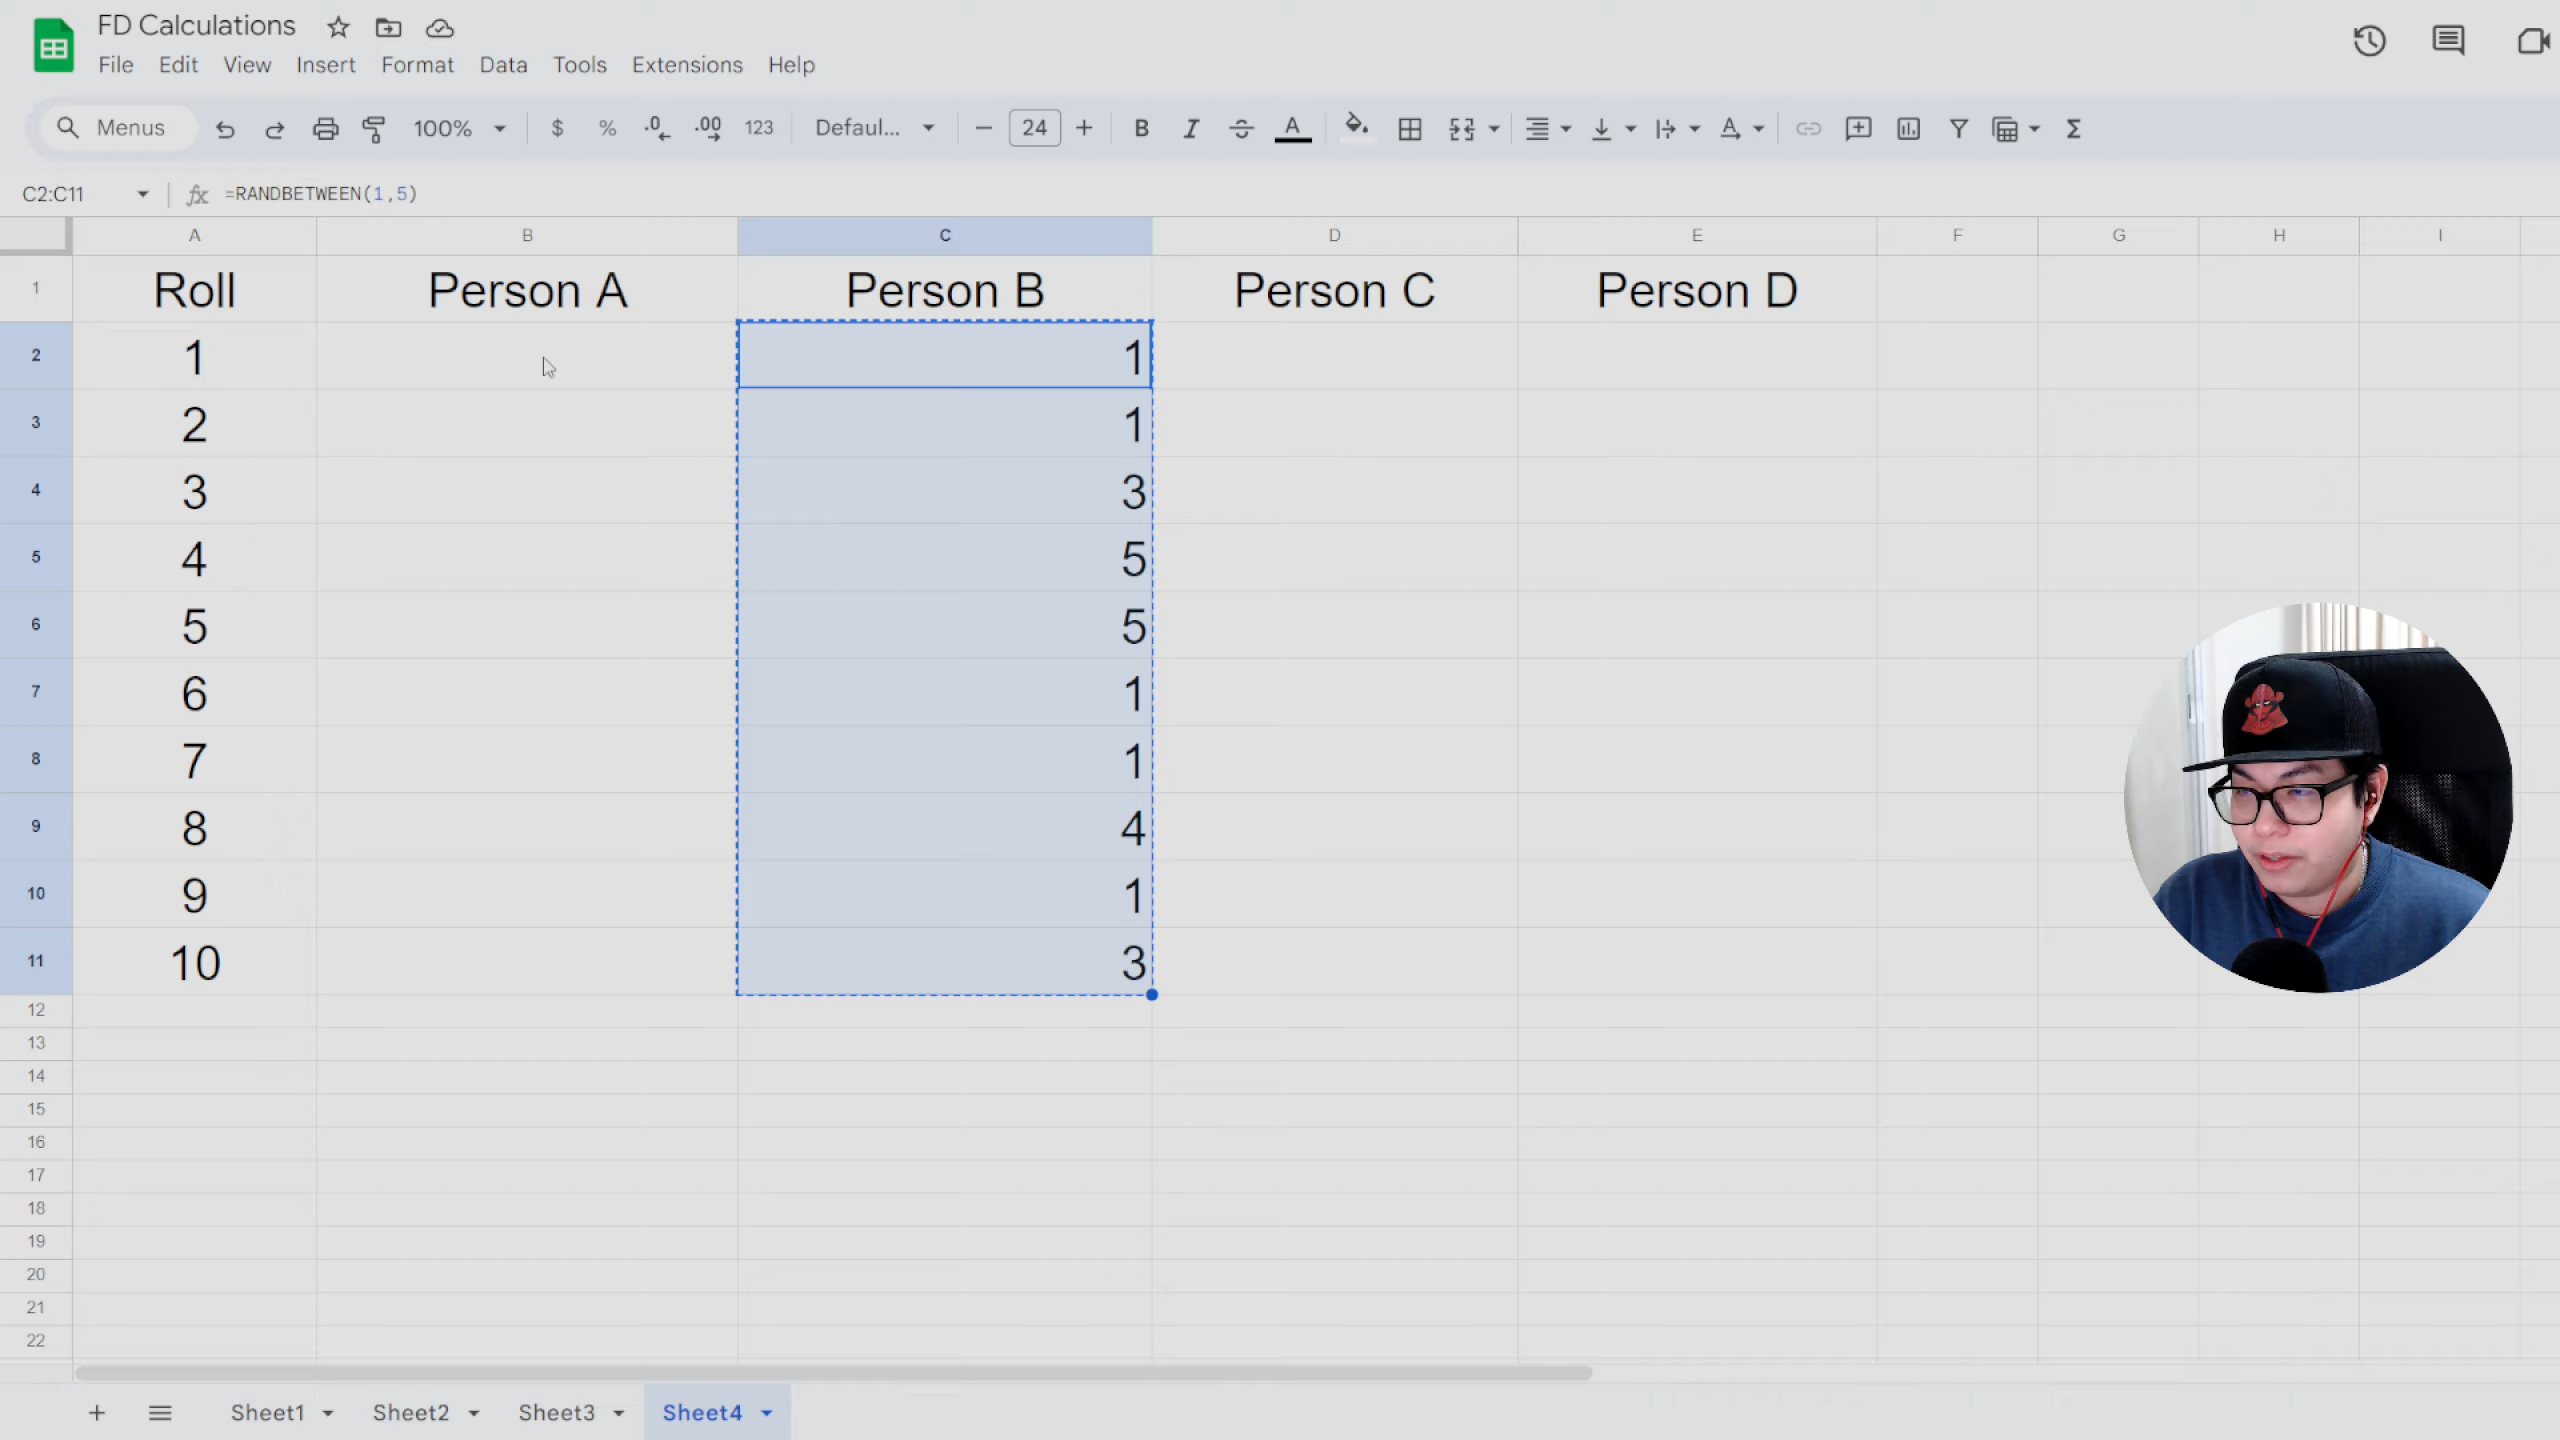 FD Calculations
File Edit View Insert Format Data Tools Extensions Help
Menus 100% $ % .0 .00 123 Defaul... 24 B I A A Σ
C2:C11 fx =RANDBETWEEN(1,5)
A B C D E F G H I
1 Roll Person A Person B Person C Person D
2 1 1
3 2 1
4 3 3
5 4 5
6 5 5
7 6 1
8 7 1
9 8 4
10 9 1
11 10 3
12
13
14
15
16
17
18
19
20
21
22
Sheet1 Sheet2 Sheet3 Sheet4